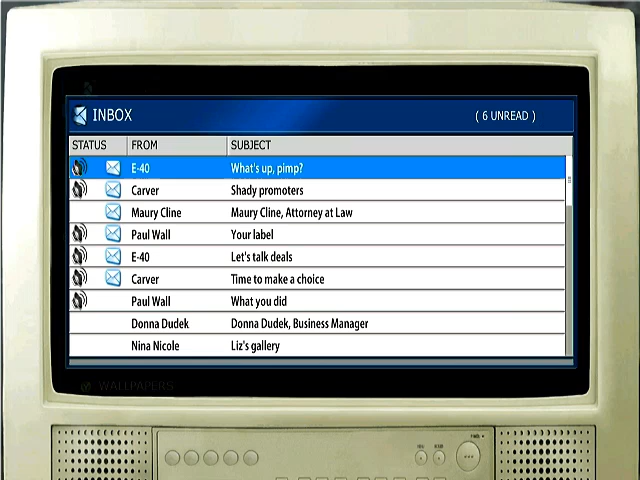 INBOX ( 6 UNREAD )
STATUS FROM SUBJECT
E-40 What's up, pimp?
Carver Shady promoters
Maury Cline Maury Cline, Attorney at Law
Paul Wall Your label
E-40 Let's talk deals
Carver Time to make a choice
Paul Wall What you did
Donna Dudek Donna Dudek, Business Manager
Nina Nicole Liz's gallery
WALLPAPERS